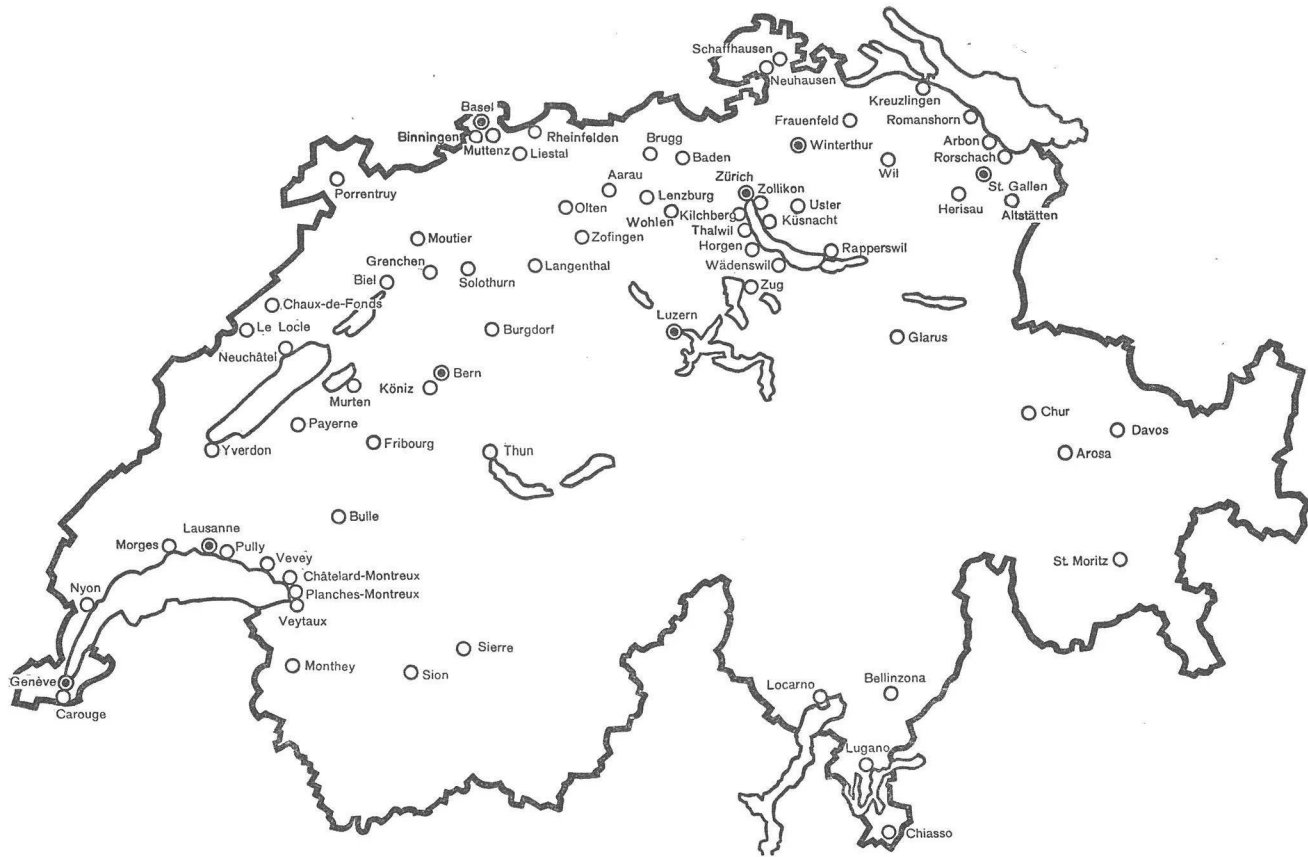 Schaffhausen
Neuhausen
Kreuzlingen
Basel
Frauenfeld
Romanshorn
Binningen
Rheinfelden
Brugg
Arbon
Muttenz
Liestal
Baden
Winterthur
Rorschach
Wil
Porrentruy
Aarau
Zürich
Zollikon
St. Gallen
Lenzburg
Herisau
Altstätten
Olten
Wohlen
Kilchberg
Uster
Küsnacht
Thalwil
Moutier
Zofingen
Horgen
Rapperswil
Grenchen
Solothurn
Langenthal
Wädenswil
Biel
Zug
Chaux-de-Fonds
Le Locle
Burgdorf
Luzern
Glarus
Neuchâtel
Bern
Köniz
Murten
Chur
Payerne
Davos
Yverdon
Fribourg
Thun
Arosa
Bulle
Lausanne
Morges
Pully
Vevey
St. Moritz
Châtelard-Montreux
Nyon
Planches-Montreux
Veytaux
Sierre
Monthey
Sion
Genève
Locarno
Bellinzona
Carouge
Lugano
Chiasso